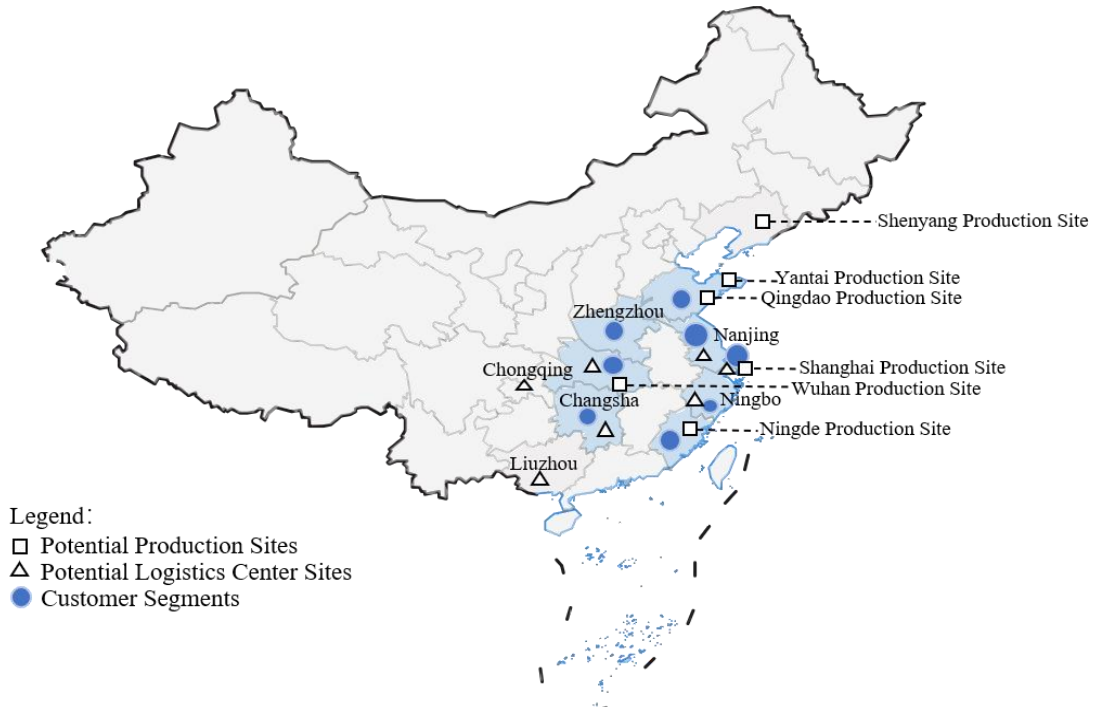 Shenyang Production Site
Yantai Production Site
Qingdao Production Site
Zhengzhou
Nanjing
Chongqing
Shanghai Production Site
Wuhan Production Site
Changsha
Ningbo
Ningde Production Site
Liuzhou
Legend：
Potential Production Sites
Potential Logistics Center Sites
Customer Segments